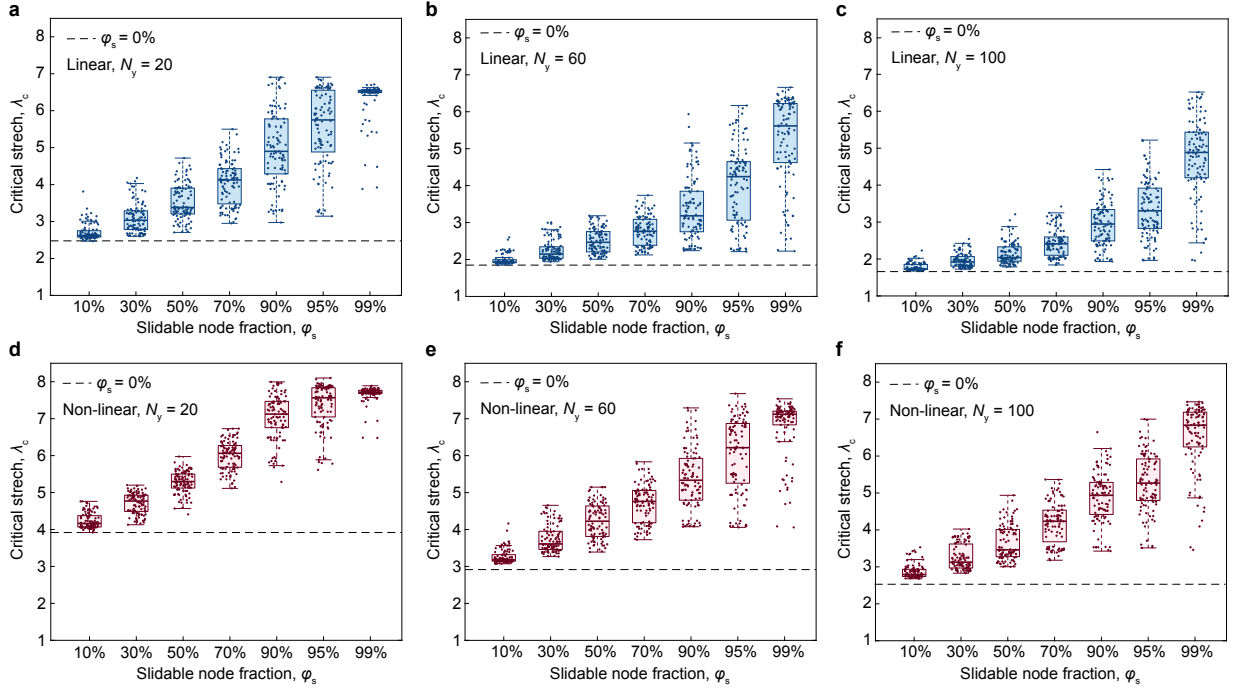 a
φs = 0%
Linear, Ny = 20
Critical strech, λc
8
7
6
5
4
3
2
1
10% 30% 50% 70% 90% 95% 99%
Slidable node fraction, φs
b
φs = 0%
Linear, Ny = 60
Critical strech, λc
8
7
6
5
4
3
2
1
10% 30% 50% 70% 90% 95% 99%
Slidable node fraction, φs
c
φs = 0%
Linear, Ny = 100
Critical strech, λc
8
7
6
5
4
3
2
1
10% 30% 50% 70% 90% 95% 99%
Slidable node fraction, φs
d
φs = 0%
Non-linear, Ny = 20
Critical strech, λc
8
7
6
5
4
3
2
1
10% 30% 50% 70% 90% 95% 99%
Slidable node fraction, φs
e
φs = 0%
Non-linear, Ny = 60
Critical strech, λc
8
7
6
5
4
3
2
1
10% 30% 50% 70% 90% 95% 99%
Slidable node fraction, φs
f
φs = 0%
Non-linear, Ny = 100
Critical strech, λc
8
7
6
5
4
3
2
1
10% 30% 50% 70% 90% 95% 99%
Slidable node fraction, φs